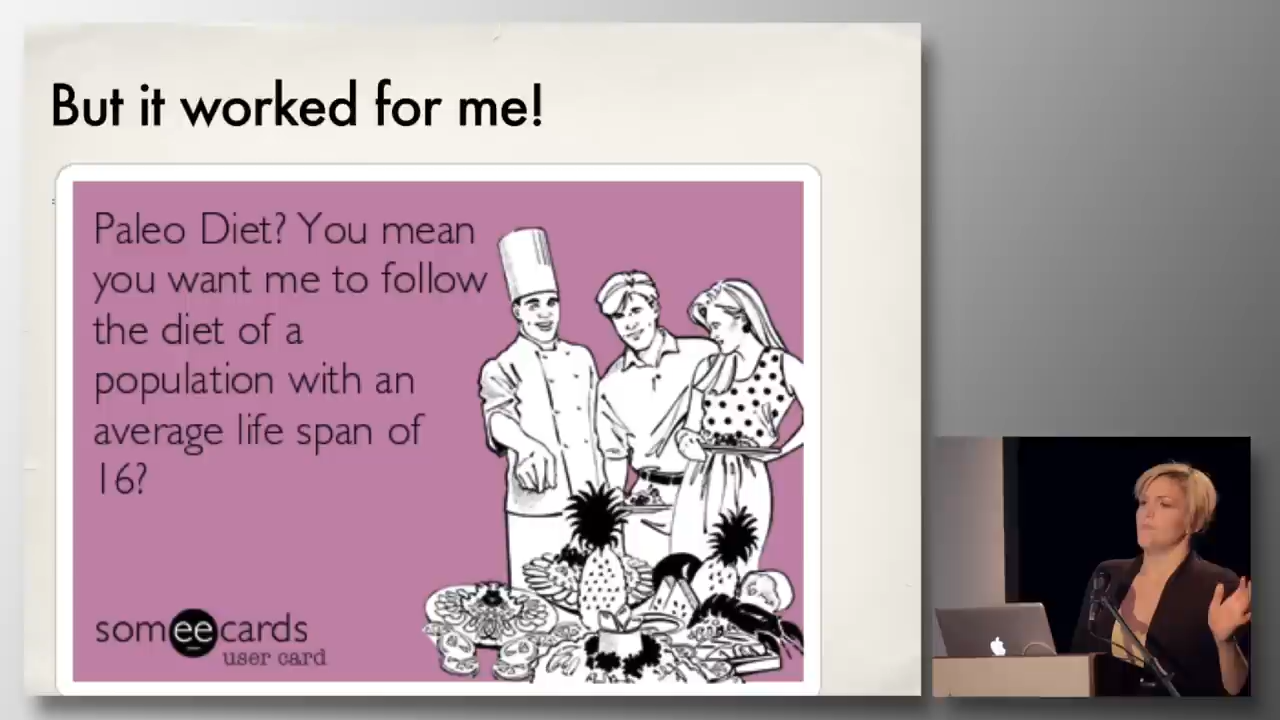 But it worked for me!
Paleo Diet? You mean
you want me to follow
the diet of a
population with an
average life span of
16?
someecards
user card